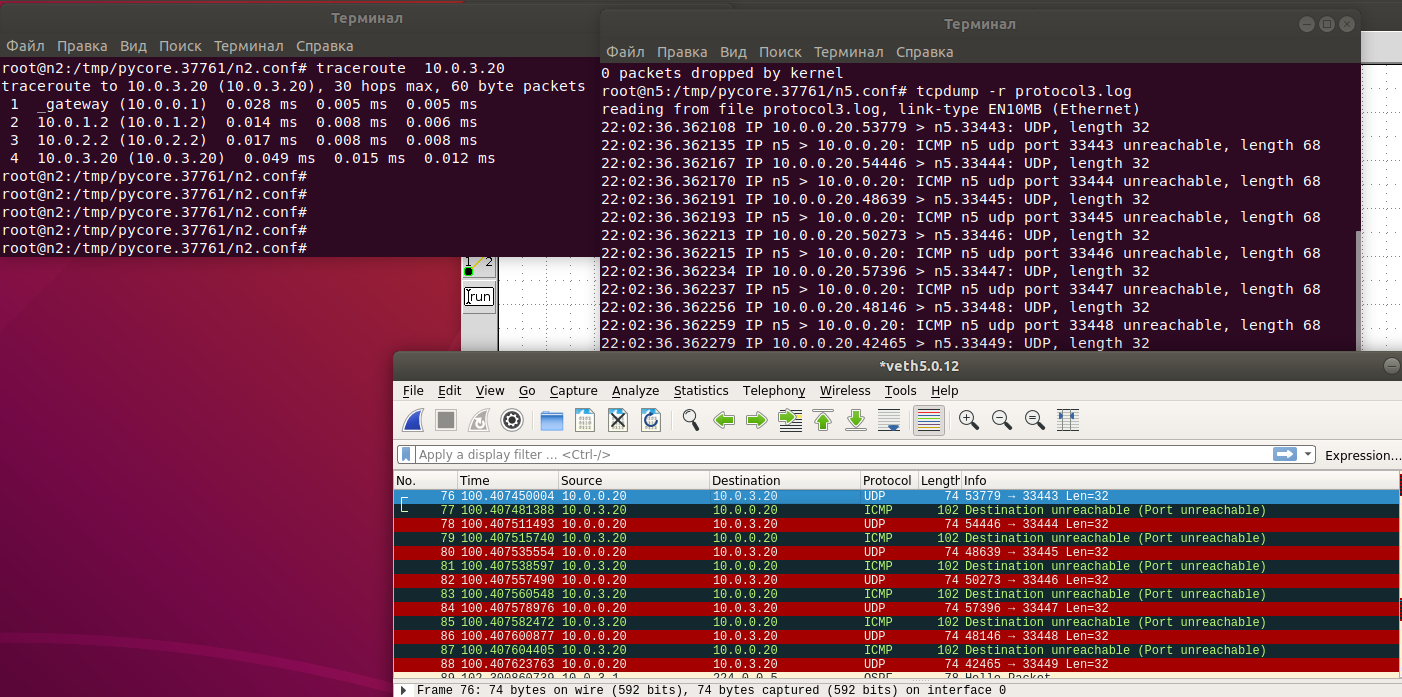 Терминал
Файл Правка Вид Поиск Терминал Справка
root@n2:/tmp/pycore.37761/n2.conf# traceroute  10.0.3.20
traceroute to 10.0.3.20 (10.0.3.20), 30 hops max, 60 byte packets
 1  _gateway (10.0.0.1)  0.028 ms  0.005 ms  0.005 ms
 2  10.0.1.2 (10.0.1.2)  0.014 ms  0.008 ms  0.006 ms
 3  10.0.2.2 (10.0.2.2)  0.017 ms  0.008 ms  0.008 ms
 4  10.0.3.20 (10.0.3.20)  0.049 ms  0.015 ms  0.012 ms
root@n2:/tmp/pycore.37761/n2.conf#
root@n2:/tmp/pycore.37761/n2.conf#
root@n2:/tmp/pycore.37761/n2.conf#
root@n2:/tmp/pycore.37761/n2.conf#
root@n2:/tmp/pycore.37761/n2.conf#
Терминал
Файл Правка Вид Поиск Терминал Справка
0 packets dropped by kernel
root@n5:/tmp/pycore.37761/n5.conf# tcpdump -r protocol3.log
reading from file protocol3.log, link-type EN10MB (Ethernet)
22:02:36.362108 IP 10.0.0.20.53779 > n5.33443: UDP, length 32
22:02:36.362135 IP n5 > 10.0.0.20: ICMP n5 udp port 33443 unreachable, length 68
22:02:36.362167 IP 10.0.0.20.54446 > n5.33444: UDP, length 32
22:02:36.362170 IP n5 > 10.0.0.20: ICMP n5 udp port 33444 unreachable, length 68
22:02:36.362191 IP 10.0.0.20.48639 > n5.33445: UDP, length 32
22:02:36.362193 IP n5 > 10.0.0.20: ICMP n5 udp port 33445 unreachable, length 68
22:02:36.362213 IP 10.0.0.20.50273 > n5.33446: UDP, length 32
22:02:36.362215 IP n5 > 10.0.0.20: ICMP n5 udp port 33446 unreachable, length 68
22:02:36.362234 IP 10.0.0.20.57396 > n5.33447: UDP, length 32
22:02:36.362237 IP n5 > 10.0.0.20: ICMP n5 udp port 33447 unreachable, length 68
22:02:36.362256 IP 10.0.0.20.48146 > n5.33448: UDP, length 32
22:02:36.362259 IP n5 > 10.0.0.20: ICMP n5 udp port 33448 unreachable, length 68
22:02:36.362279 IP 10.0.0.20.42465 > n5.33449: UDP, length 32
1 2
run
*veth5.0.12
File Edit View Go Capture Analyze Statistics Telephony Wireless Tools Help
Apply a display filter ... <Ctrl-/> Expression...
No. Time Source Destination Protocol Length Info
76 100.407450004 10.0.0.20 10.0.3.20 UDP 74 53779 → 33443 Len=32
77 100.407481388 10.0.3.20 10.0.0.20 ICMP 102 Destination unreachable (Port unreachable)
78 100.407511493 10.0.0.20 10.0.3.20 UDP 74 54446 → 33444 Len=32
79 100.407515740 10.0.3.20 10.0.0.20 ICMP 102 Destination unreachable (Port unreachable)
80 100.407535554 10.0.0.20 10.0.3.20 UDP 74 48639 → 33445 Len=32
81 100.407538597 10.0.3.20 10.0.0.20 ICMP 102 Destination unreachable (Port unreachable)
82 100.407557490 10.0.0.20 10.0.3.20 UDP 74 50273 → 33446 Len=32
83 100.407560548 10.0.3.20 10.0.0.20 ICMP 102 Destination unreachable (Port unreachable)
84 100.407578976 10.0.0.20 10.0.3.20 UDP 74 57396 → 33447 Len=32
85 100.407582472 10.0.3.20 10.0.0.20 ICMP 102 Destination unreachable (Port unreachable)
86 100.407600877 10.0.0.20 10.0.3.20 UDP 74 48146 → 33448 Len=32
87 100.407604405 10.0.3.20 10.0.0.20 ICMP 102 Destination unreachable (Port unreachable)
88 100.407623763 10.0.0.20 10.0.3.20 UDP 74 42465 → 33449 Len=32
89 102.300860739 10.0.3.1 224.0.0.5 OSPF 78 Hello Packet
Frame 76: 74 bytes on wire (592 bits), 74 bytes captured (592 bits) on interface 0